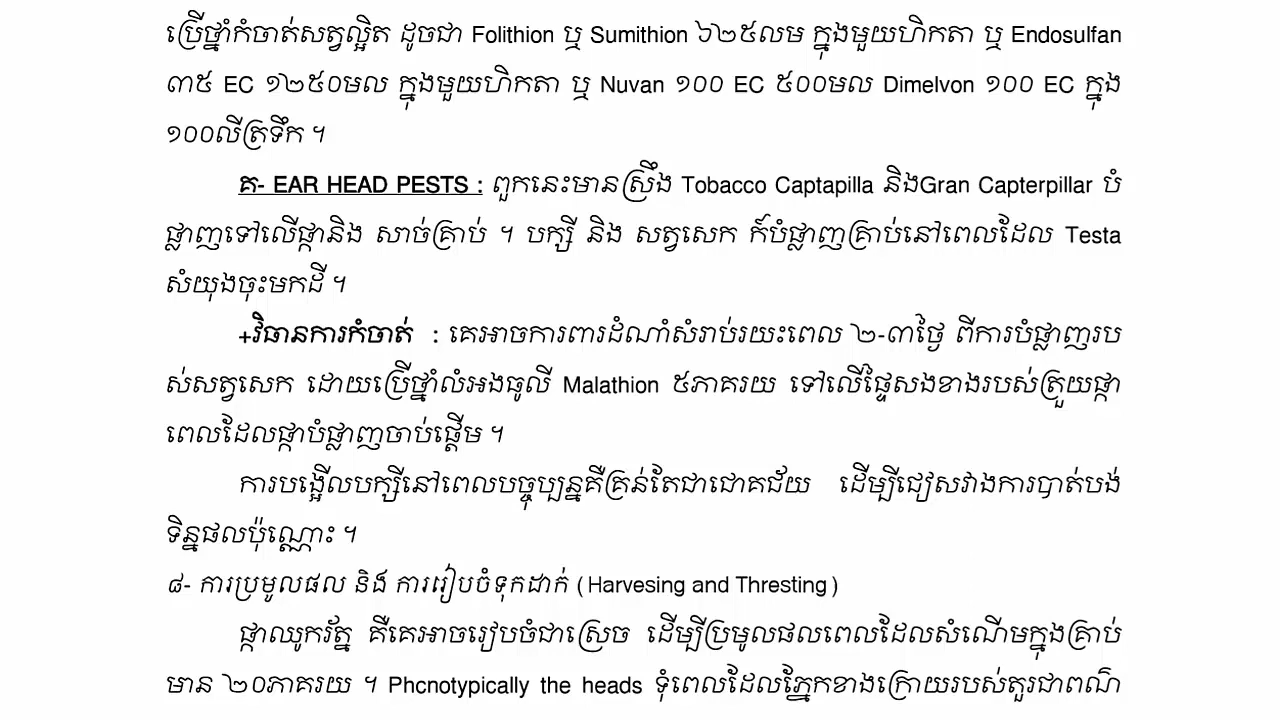 ប្រើថ្នាំកំចាត់សត្វល្អិត ដូចជា Folithion ឬ Sumithion ៦២៥លម ក្នុងមួយហិកតា ឬ Endosulfan
៣៥ EC ១២៥០មល ក្នុងមួយហិកតា ឬ Nuvan ១០០ EC ៥០០មល Dimelvon ១០០ EC ក្នុង
១០០លីត្រទឹក ។
គ- EAR HEAD PESTS : ពួកនេះមានស្រឹង Tobacco Captapilla និងGran Capterpillar បំ
ផ្លាញទៅលើផ្កានិង សាច់គ្រាប់ ។ បក្សី និង សត្វសេក ក៍បំផ្លាញគ្រាប់នៅពេលដែល Testa
សំយុងចុះមកដី ។
+វិធានការកំចាត់ : គេអាចការពារដំណាំសំរាប់រយះពេល ២-៣ថ្ងៃ ពីការបំផ្លាញរប
ស់សត្វសេក ដោយប្រើថ្នាំលំអងធូលី Malathion ៥ភាគរយ ទៅលើផ្ទៃសងខាងរបស់ត្រួយផ្កា
ពេលដែលផ្កាបំផ្លាញចាប់ផ្តើម ។
ការបង្អើលបក្សីនៅពេលបច្ចុប្បន្នគឺគ្រន់តែជាជោគជ័យ ដើម្បីជៀសវាងការបាត់បង់
ទិន្នផលប៉ុណ្ណោះ ។
៨- ការប្រមូលផល និង ការរៀបចំទុកដាក់ (Harvesing and Thresting)
ផ្កាឈូករ័ត្ន គឺគេអាចរៀបចំជាស្រេច ដើម្បីប្រមូលផលពេលដែលសំណើមក្នុងគ្រាប់
មាន ២០ភាគរយ ។ Phcnotypically the heads ទុំពេលដែលភ្នែកខាងក្រោយរបស់តួរជាពណ៌